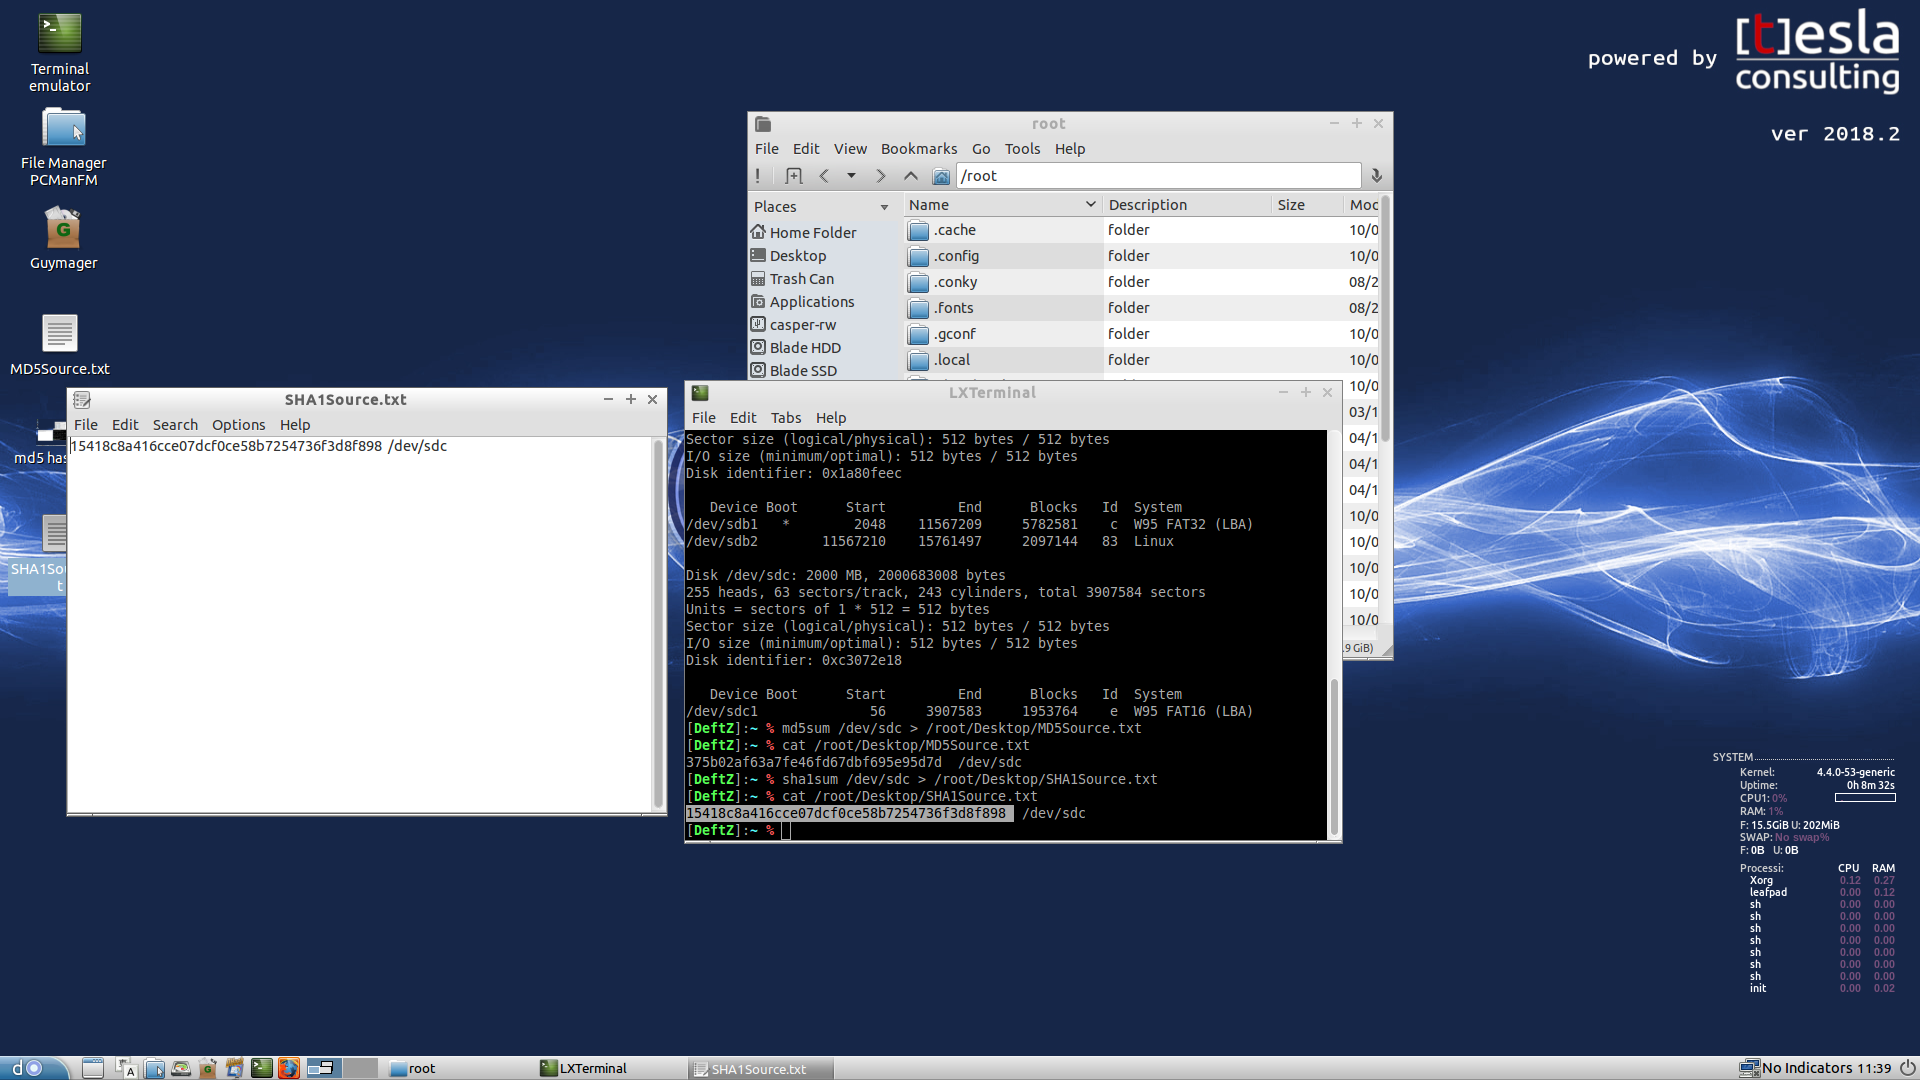 Terminal
emulator
File Manager
PCManFM
Guymager
MD5Source.txt
md5 has
SHA1So
t
powered by
[t]esla
consulting
ver 2018.2
root
File Edit View Bookmarks Go Tools Help
/root
Places
Home Folder
Desktop
Trash Can
Applications
casper-rw
Blade HDD
Blade SSD
Name Description Size Mod
.cache folder 10/0
.config folder 10/0
.conky folder 08/2
.fonts folder 08/2
.gconf folder 10/0
.local folder 10/0
10/0
03/1
04/1
04/1
04/1
10/0
10/0
10/0
10/0
10/0
.9 GiB)
SHA1Source.txt
File Edit Search Options Help
15418c8a416cce07dcf0ce58b7254736f3d8f898 /dev/sdc
LXTerminal
File Edit Tabs Help
Sector size (logical/physical): 512 bytes / 512 bytes
I/O size (minimum/optimal): 512 bytes / 512 bytes
Disk identifier: 0x1a80feec
Device Boot Start End Blocks Id System
/dev/sdb1 * 2048 11567209 5782581 c W95 FAT32 (LBA)
/dev/sdb2 11567210 15761497 2097144 83 Linux
Disk /dev/sdc: 2000 MB, 2000683008 bytes
255 heads, 63 sectors/track, 243 cylinders, total 3907584 sectors
Units = sectors of 1 * 512 = 512 bytes
Sector size (logical/physical): 512 bytes / 512 bytes
I/O size (minimum/optimal): 512 bytes / 512 bytes
Disk identifier: 0xc3072e18
Device Boot Start End Blocks Id System
/dev/sdc1 56 3907583 1953764 e W95 FAT16 (LBA)
[DeftZ]:~ % md5sum /dev/sdc > /root/Desktop/MD5Source.txt
[DeftZ]:~ % cat /root/Desktop/MD5Source.txt
375b02af63a7fe46fd67dbf695e95d7d /dev/sdc
[DeftZ]:~ % sha1sum /dev/sdc > /root/Desktop/SHA1Source.txt
[DeftZ]:~ % cat /root/Desktop/SHA1Source.txt
15418c8a416cce07dcf0ce58b7254736f3d8f898 /dev/sdc
[DeftZ]:~ %
SYSTEM
Kernel: 4.4.0-53-generic
Uptime: 0h 8m 32s
CPU1: 0%
RAM: 1%
F: 15.5GiB U: 202MiB
SWAP: No swap%
F: 0B U: 0B
Processi: CPU RAM
Xorg 0.12 0.27
leafpad 0.00 0.12
sh 0.00 0.00
sh 0.00 0.00
sh 0.00 0.00
sh 0.00 0.00
sh 0.00 0.00
sh 0.00 0.00
sh 0.00 0.00
init 0.00 0.02
root
LXTerminal
SHA1Source.txt
No Indicators 11:39